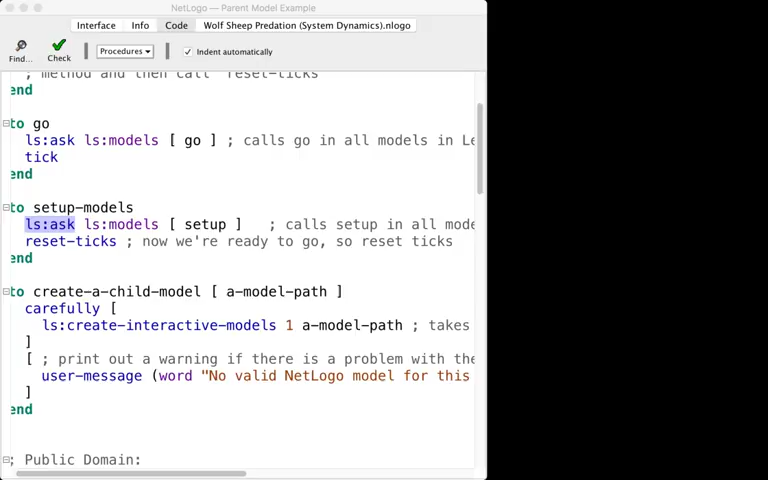 NetLogo — Parent Model Example
Interface Info Code Wolf Sheep Predation (System Dynamics).nlogo
Find... Check Procedures Indent automatically
; method and then call `reset-ticks`
end
to go
ls:ask ls:models [ go ] ; calls go in all models in Le
tick
end
to setup-models
ls:ask ls:models [ setup ] ; calls setup in all mode
reset-ticks ; now we're ready to go, so reset ticks
end
to create-a-child-model [ a-model-path ]
carefully [
ls:create-interactive-models 1 a-model-path ; takes
]
[ ; print out a warning if there is a problem with the
user-message (word "No valid NetLogo model for this
]
end
; Public Domain: